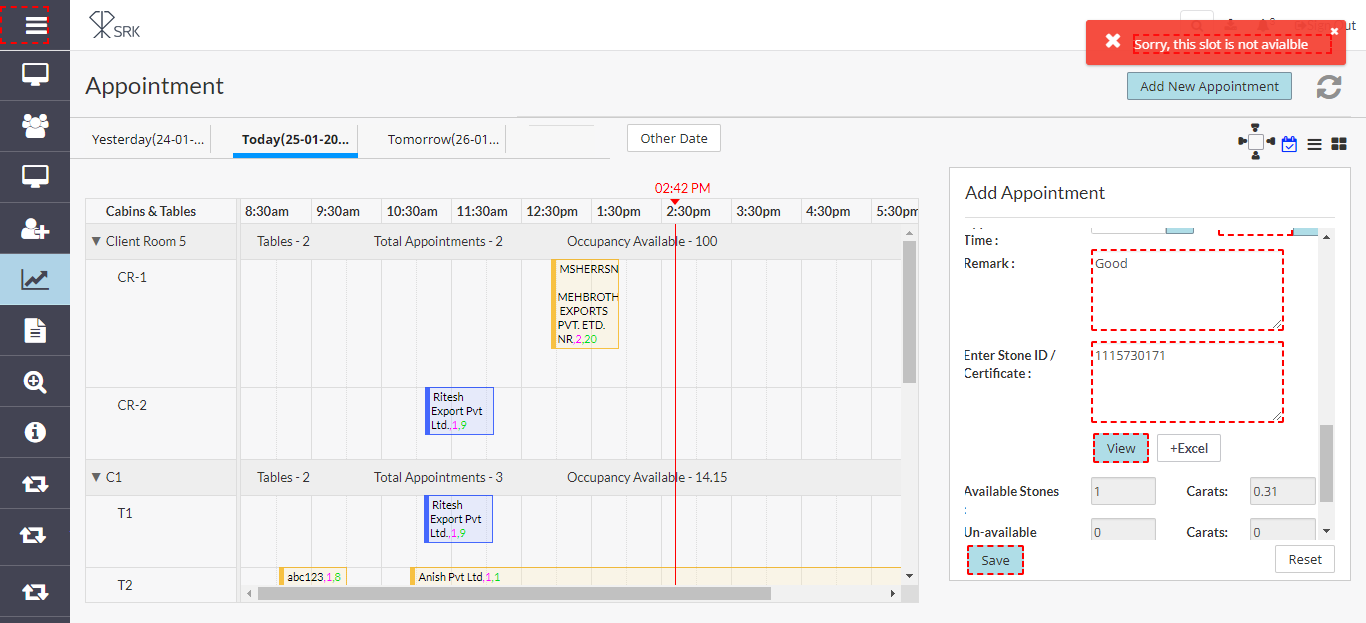 SRK
Sorry, this slot is not avialble
Appointment
Add New Appointment
Yesterday(24-01-...
Today(25-01-20...
Tomorrow(26-01...
Other Date
02:42 PM
Add Appointment
Cabins & Tables
8:30am 9:30am 10:30am 11:30am 12:30pm 1:30pm 2:30pm 3:30pm 4:30pm 5:30pm
Client Room 5 Tables - 2 Total Appointments - 2 Occupancy Available - 100
CR-1
MSHERRSN
MEHBROTH
EXPORTS
PVT. ETD.
NR,2,20
CR-2
Ritesh
Export Pvt
Ltd.,1,9
C1 Tables - 2 Total Appointments - 3 Occupancy Available - 14.15
T1
Ritesh
Export Pvt
Ltd.,1,9
T2
abc123,1,8
Anish Pvt Ltd,1,1
Time :
Remark :
Good
Enter Stone ID /
Certificate :
1115730171
View
+Excel
Available Stones
:
1
Carats:
0.31
Un-available
0
Carats:
0
Save
Reset